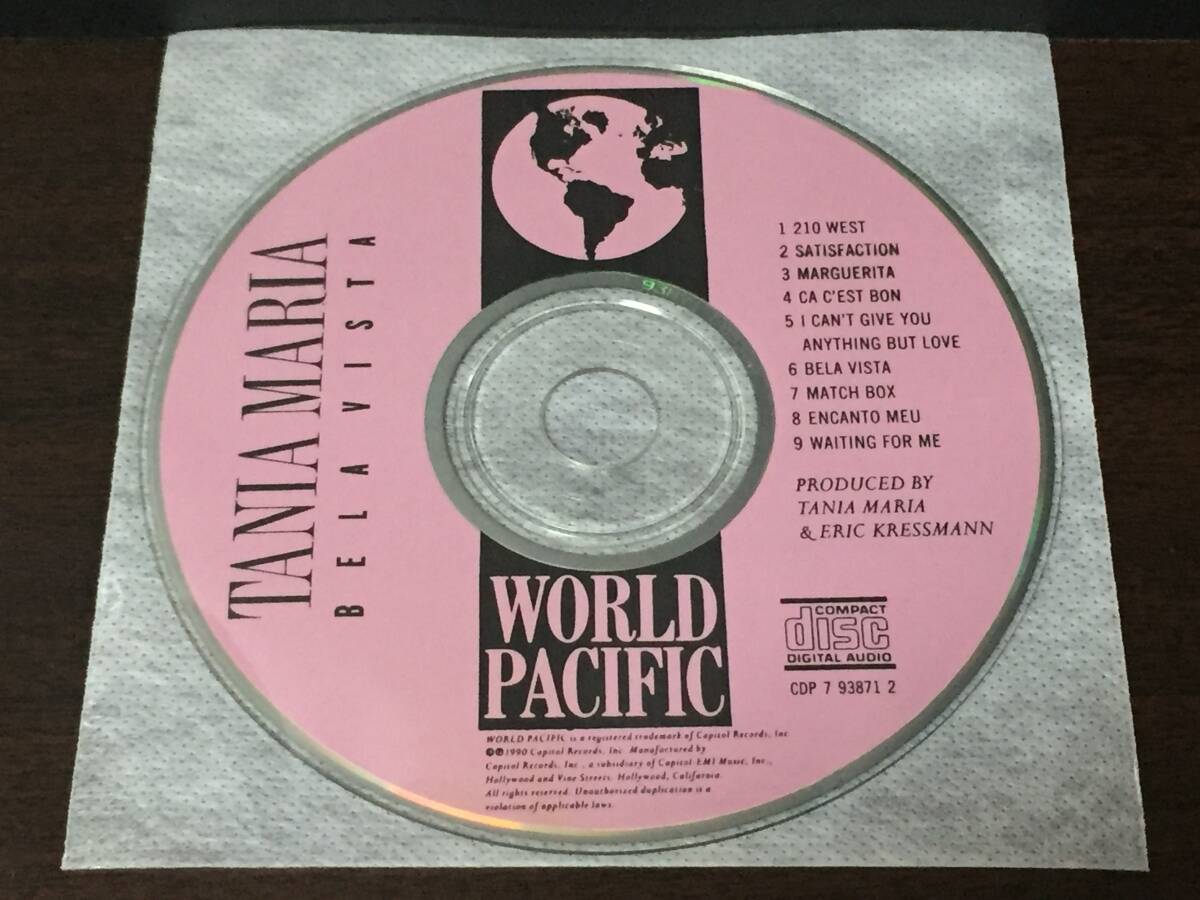 TANIA MARIA
BELA VISTA
1 210 WEST
2 SATISFACTION
3 MARGUERITA
4 CA C'EST BON
5 I CAN'T GIVE YOU
ANYTHING BUT LOVE
6 BELA VISTA
7 MATCH BOX
8 ENCANTO MEU
9 WAITING FOR ME
PRODUCED BY
TANIA MARIA
& ERIC KRESSMANN
COMPACT
disc
DIGITAL AUDIO
CDP 7 93871 2
WORLD
PACIFIC
WORLD PACIFIC is a registered trademark of Capitol Records, Inc.
℗© 1990 Capitol Records, Inc. Manufactured by
Capitol Records, Inc., a subsidiary of Capitol-EMI Music, Inc.,
Hollywood and Vine Streets, Hollywood, California.
All rights reserved. Unauthorized duplication is a
violation of applicable laws.